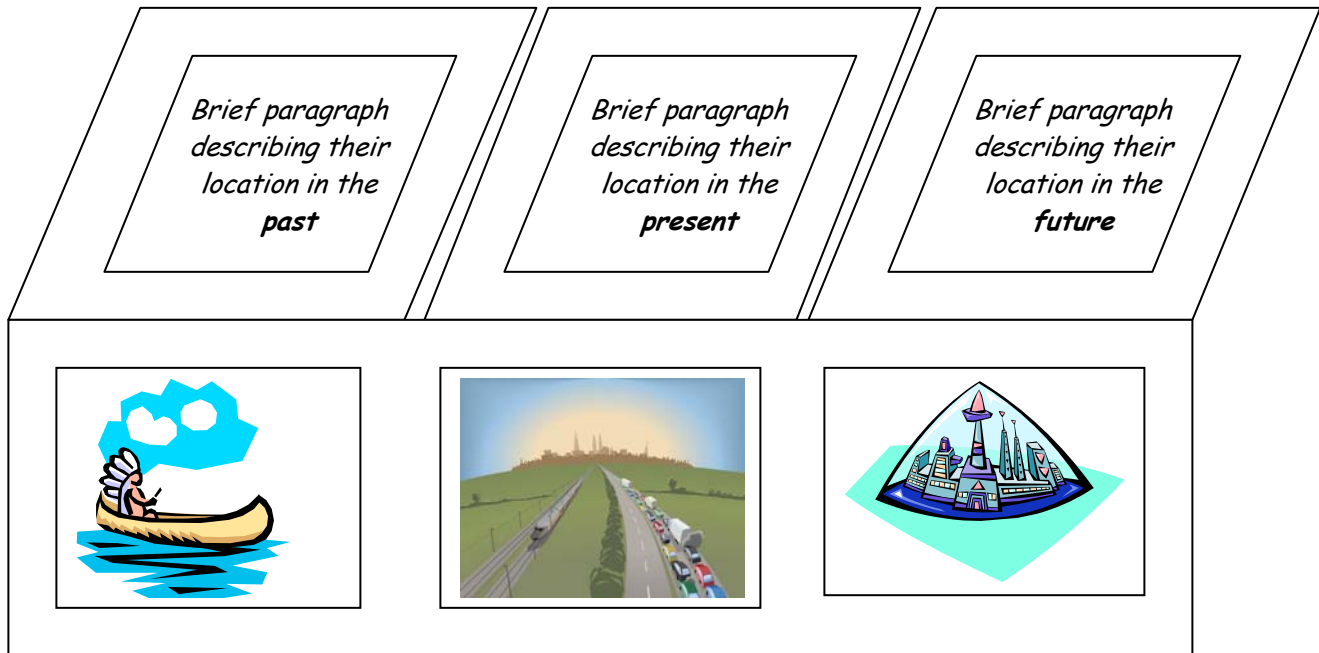 Brief paragraph
describing their
location in the
past
Brief paragraph
describing their
location in the
present
Brief paragraph
describing their
location in the
future